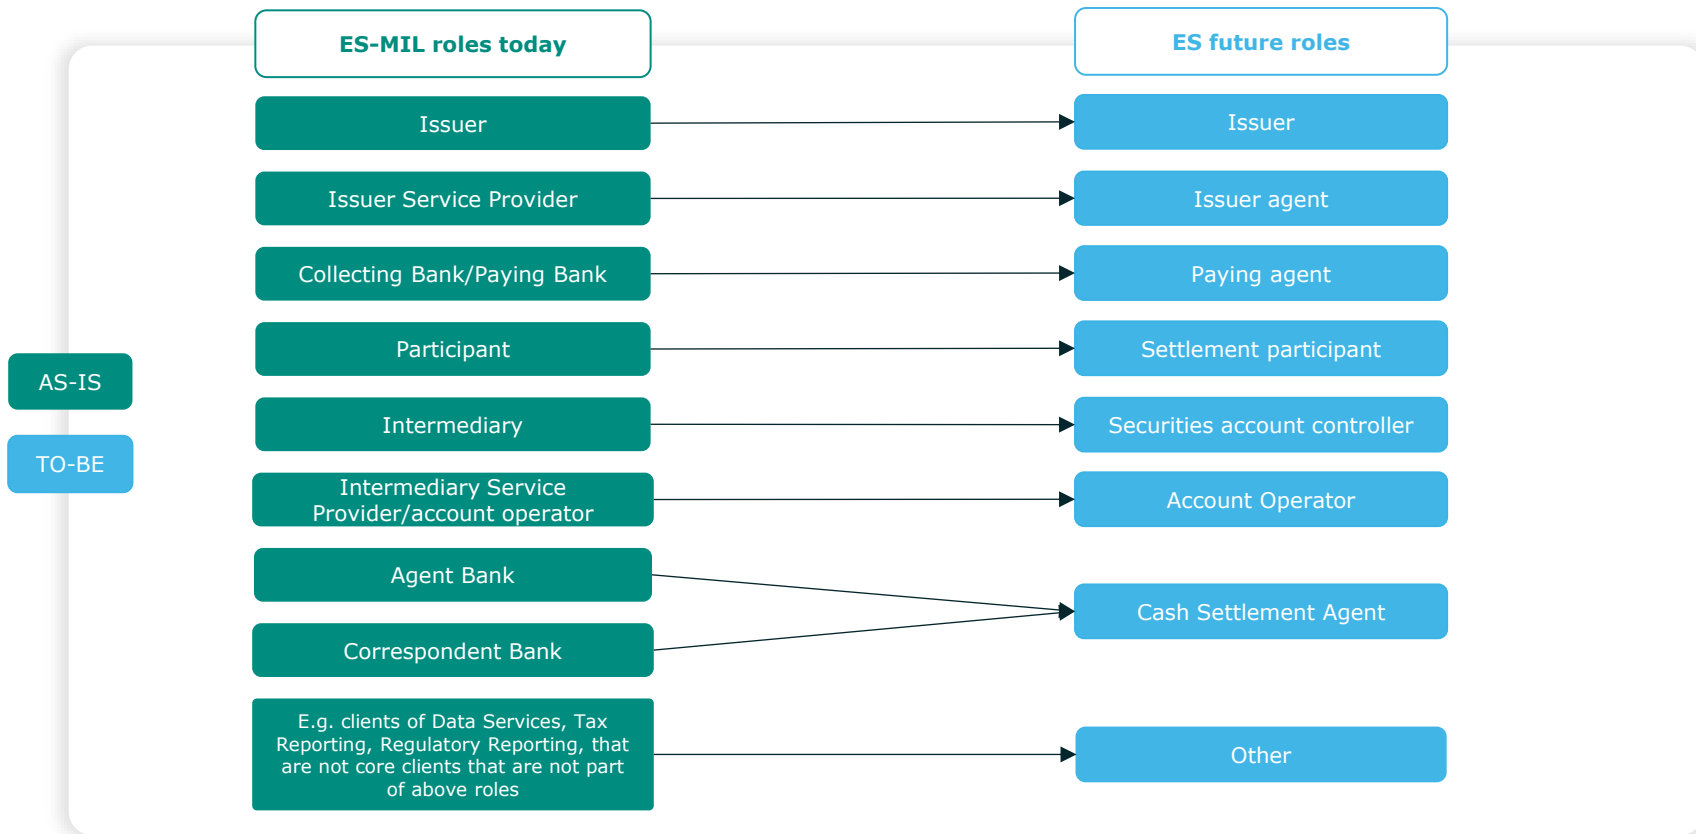 ES-MIL roles today
ES future roles
Issuer
Issuer
Issuer Service Provider
Issuer agent
Collecting Bank/Paying Bank
Paying agent
Participant
Settlement participant
AS-IS
Intermediary
Securities account controller
TO-BE
Intermediary Service
Provider/account operator
Account Operator
Agent Bank
Cash Settlement Agent
Correspondent Bank
E.g. clients of Data Services, Tax
Reporting, Regulatory Reporting, that
are not core clients that are not part
of above roles
Other